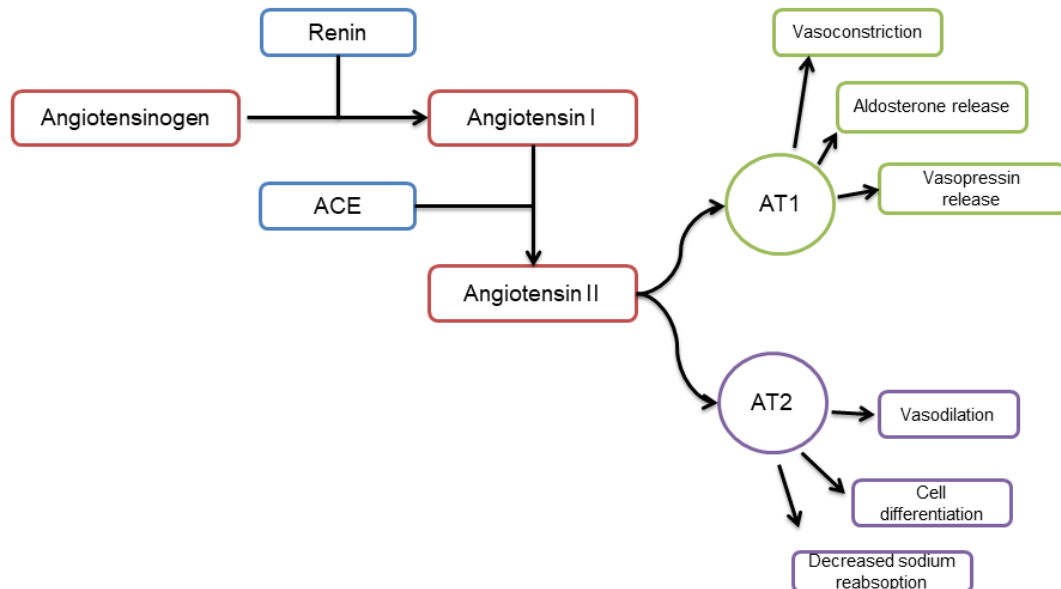 Renin
Vasoconstriction
Angiotensinogen
Angiotensin I
Aldosterone release
ACE
AT1
Vasopressin
release
Angiotensin II
AT2
Vasodilation
Cell
differentiation
Decreased sodium
reabsoption